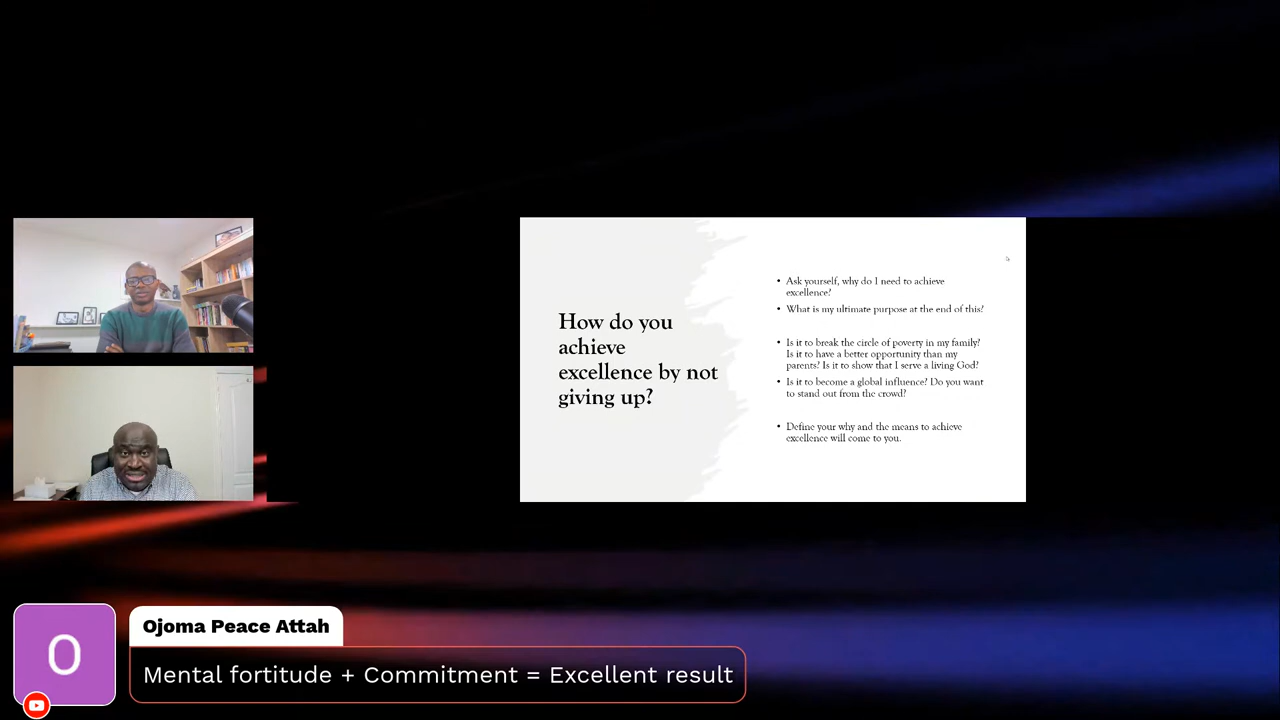 How do you
achieve
excellence by not
giving up?
• Ask yourself, why do I need to achieve
excellence?
• What is my ultimate purpose at the end of this?
• Is it to break the circle of poverty in my family?
Is it to have a better opportunity than my
parents? Is it to show that I serve a living God?
• Is it to become a global influence? Do you want
to stand out from the crowd?
• Define your why and the means to achieve
excellence will come to you.
O
Ojoma Peace Attah
Mental fortitude + Commitment = Excellent result